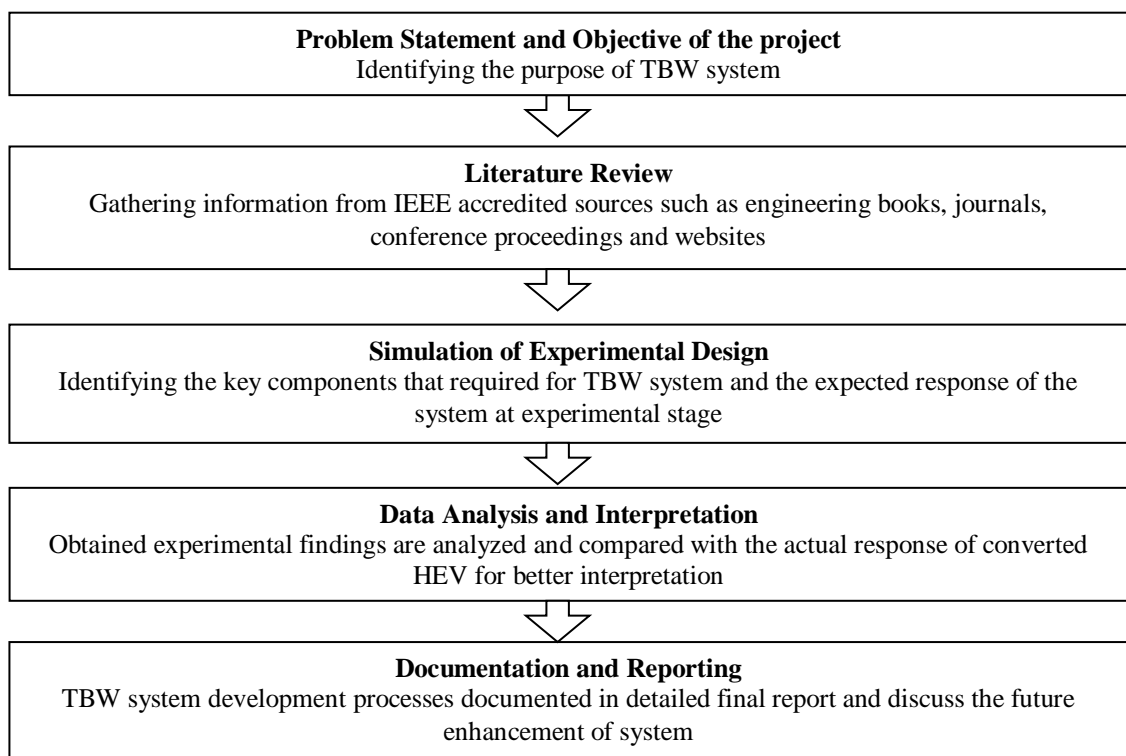 Problem Statement and Objective of the project
Identifying the purpose of TBW system
Literature Review
Gathering information from IEEE accredited sources such as engineering books, journals,
conference proceedings and websites
Simulation of Experimental Design
Identifying the key components that required for TBW system and the expected response of the
system at experimental stage
Data Analysis and Interpretation
Obtained experimental findings are analyzed and compared with the actual response of converted
HEV for better interpretation
Documentation and Reporting
TBW system development processes documented in detailed final report and discuss the future
enhancement of system